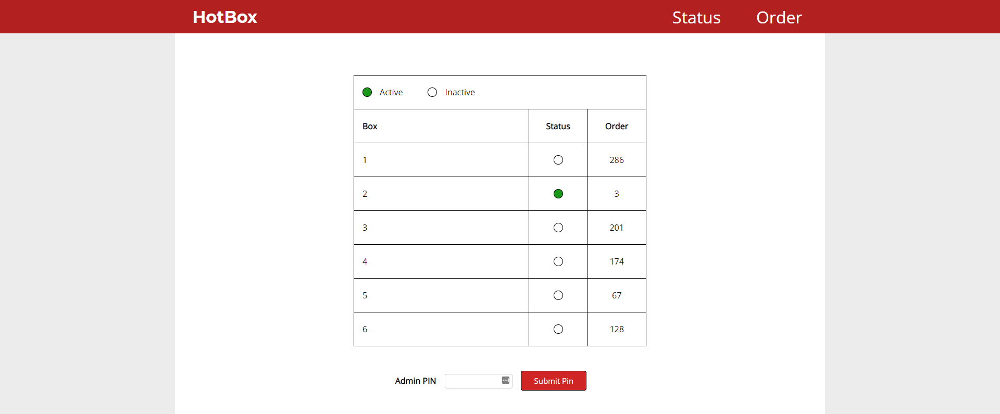 HotBox Status Order
Active Inactive
Box Status Order
1 286
2 3
3 201
4 174
5 67
6 128
Admin PIN Submit Pin